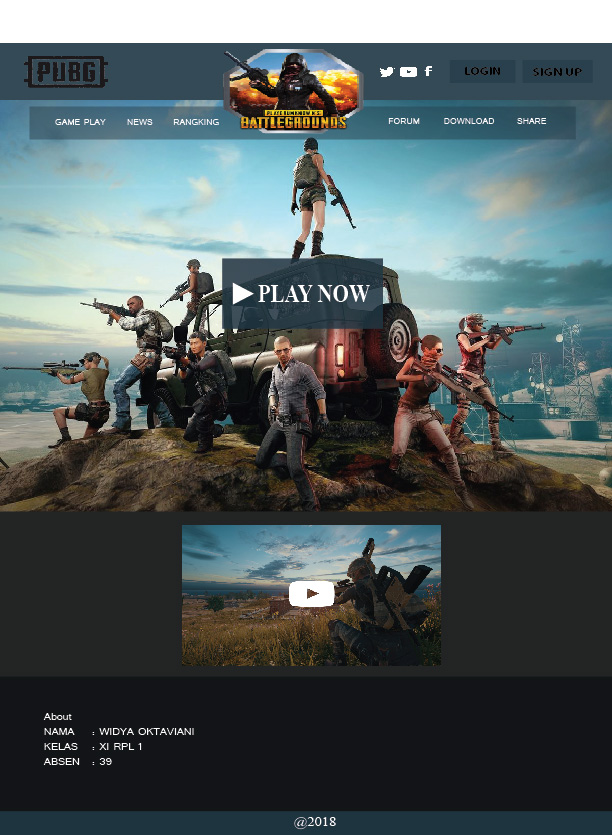 PUBG
LOGIN
SIGN UP
PLAYERUNKNOWN'S
BATTLEGROUNDS
GAME PLAY
NEWS
RANGKING
FORUM
DOWNLOAD
SHARE
PLAY NOW
About
NAMA : WIDYA OKTAVIANI
KELAS : XI RPL 1
ABSEN : 39
@2018